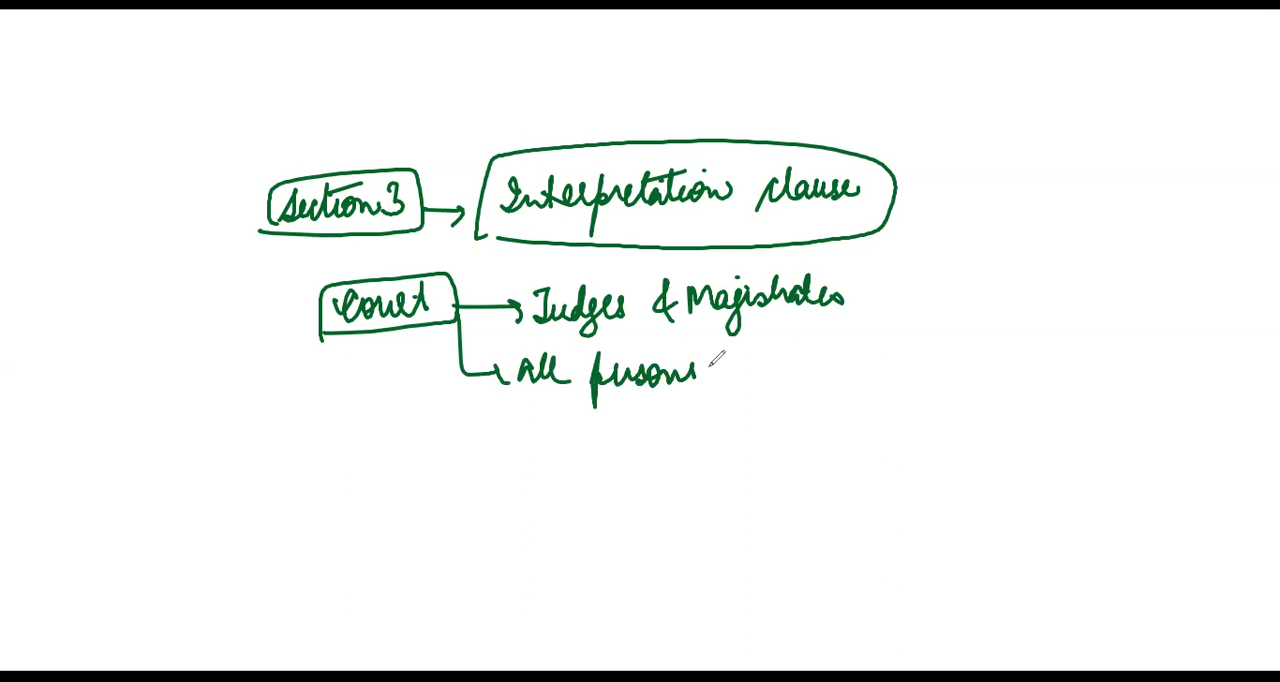 Section 3 → Interpretation clause
Court → Judges & Magistrates
→ All persons